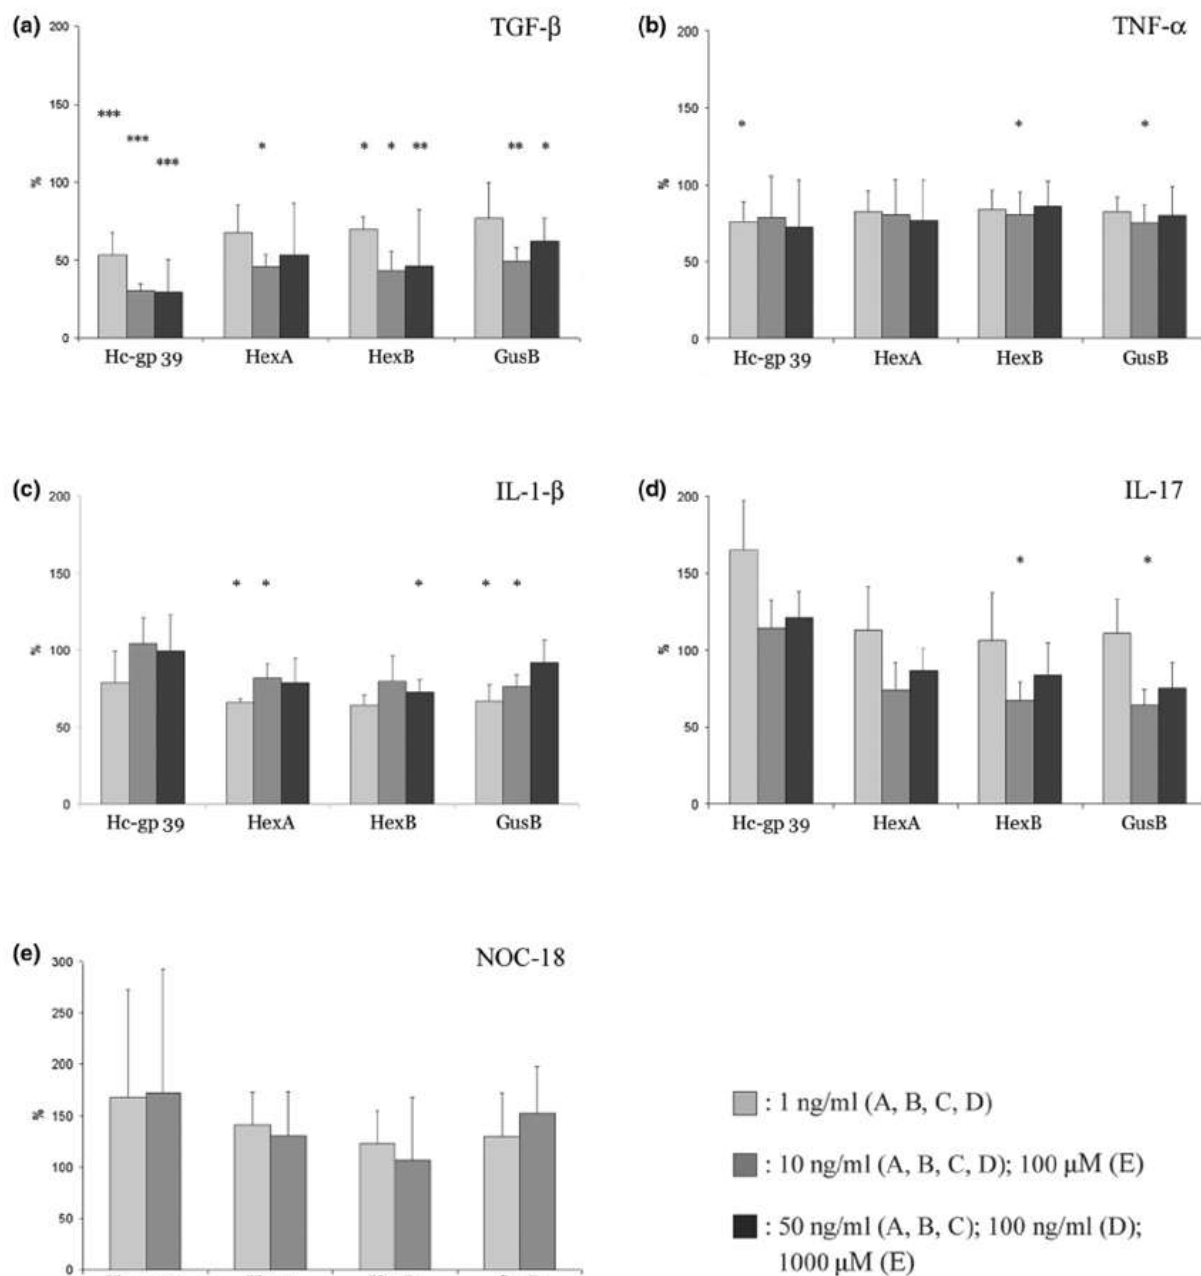 (a) TGF-β
200
150
100
50
0
%
*** *** *** * * * ** ** *
Hc-gp 39 HexA HexB GusB
(b) TNF-α
200
150
100
50
0
%
* * *
Hc-gp 39 HexA HexB GusB
(c) IL-1-β
200
150
100
50
0
%
* * * * *
Hc-gp 39 HexA HexB GusB
(d) IL-17
200
150
100
50
0
%
* *
Hc-gp 39 HexA HexB GusB
(e) NOC-18
300
250
200
150
100
50
0
%
: 1 ng/ml (A, B, C, D)
: 10 ng/ml (A, B, C, D); 100 μM (E)
: 50 ng/ml (A, B, C); 100 ng/ml (D);
1000 μM (E)